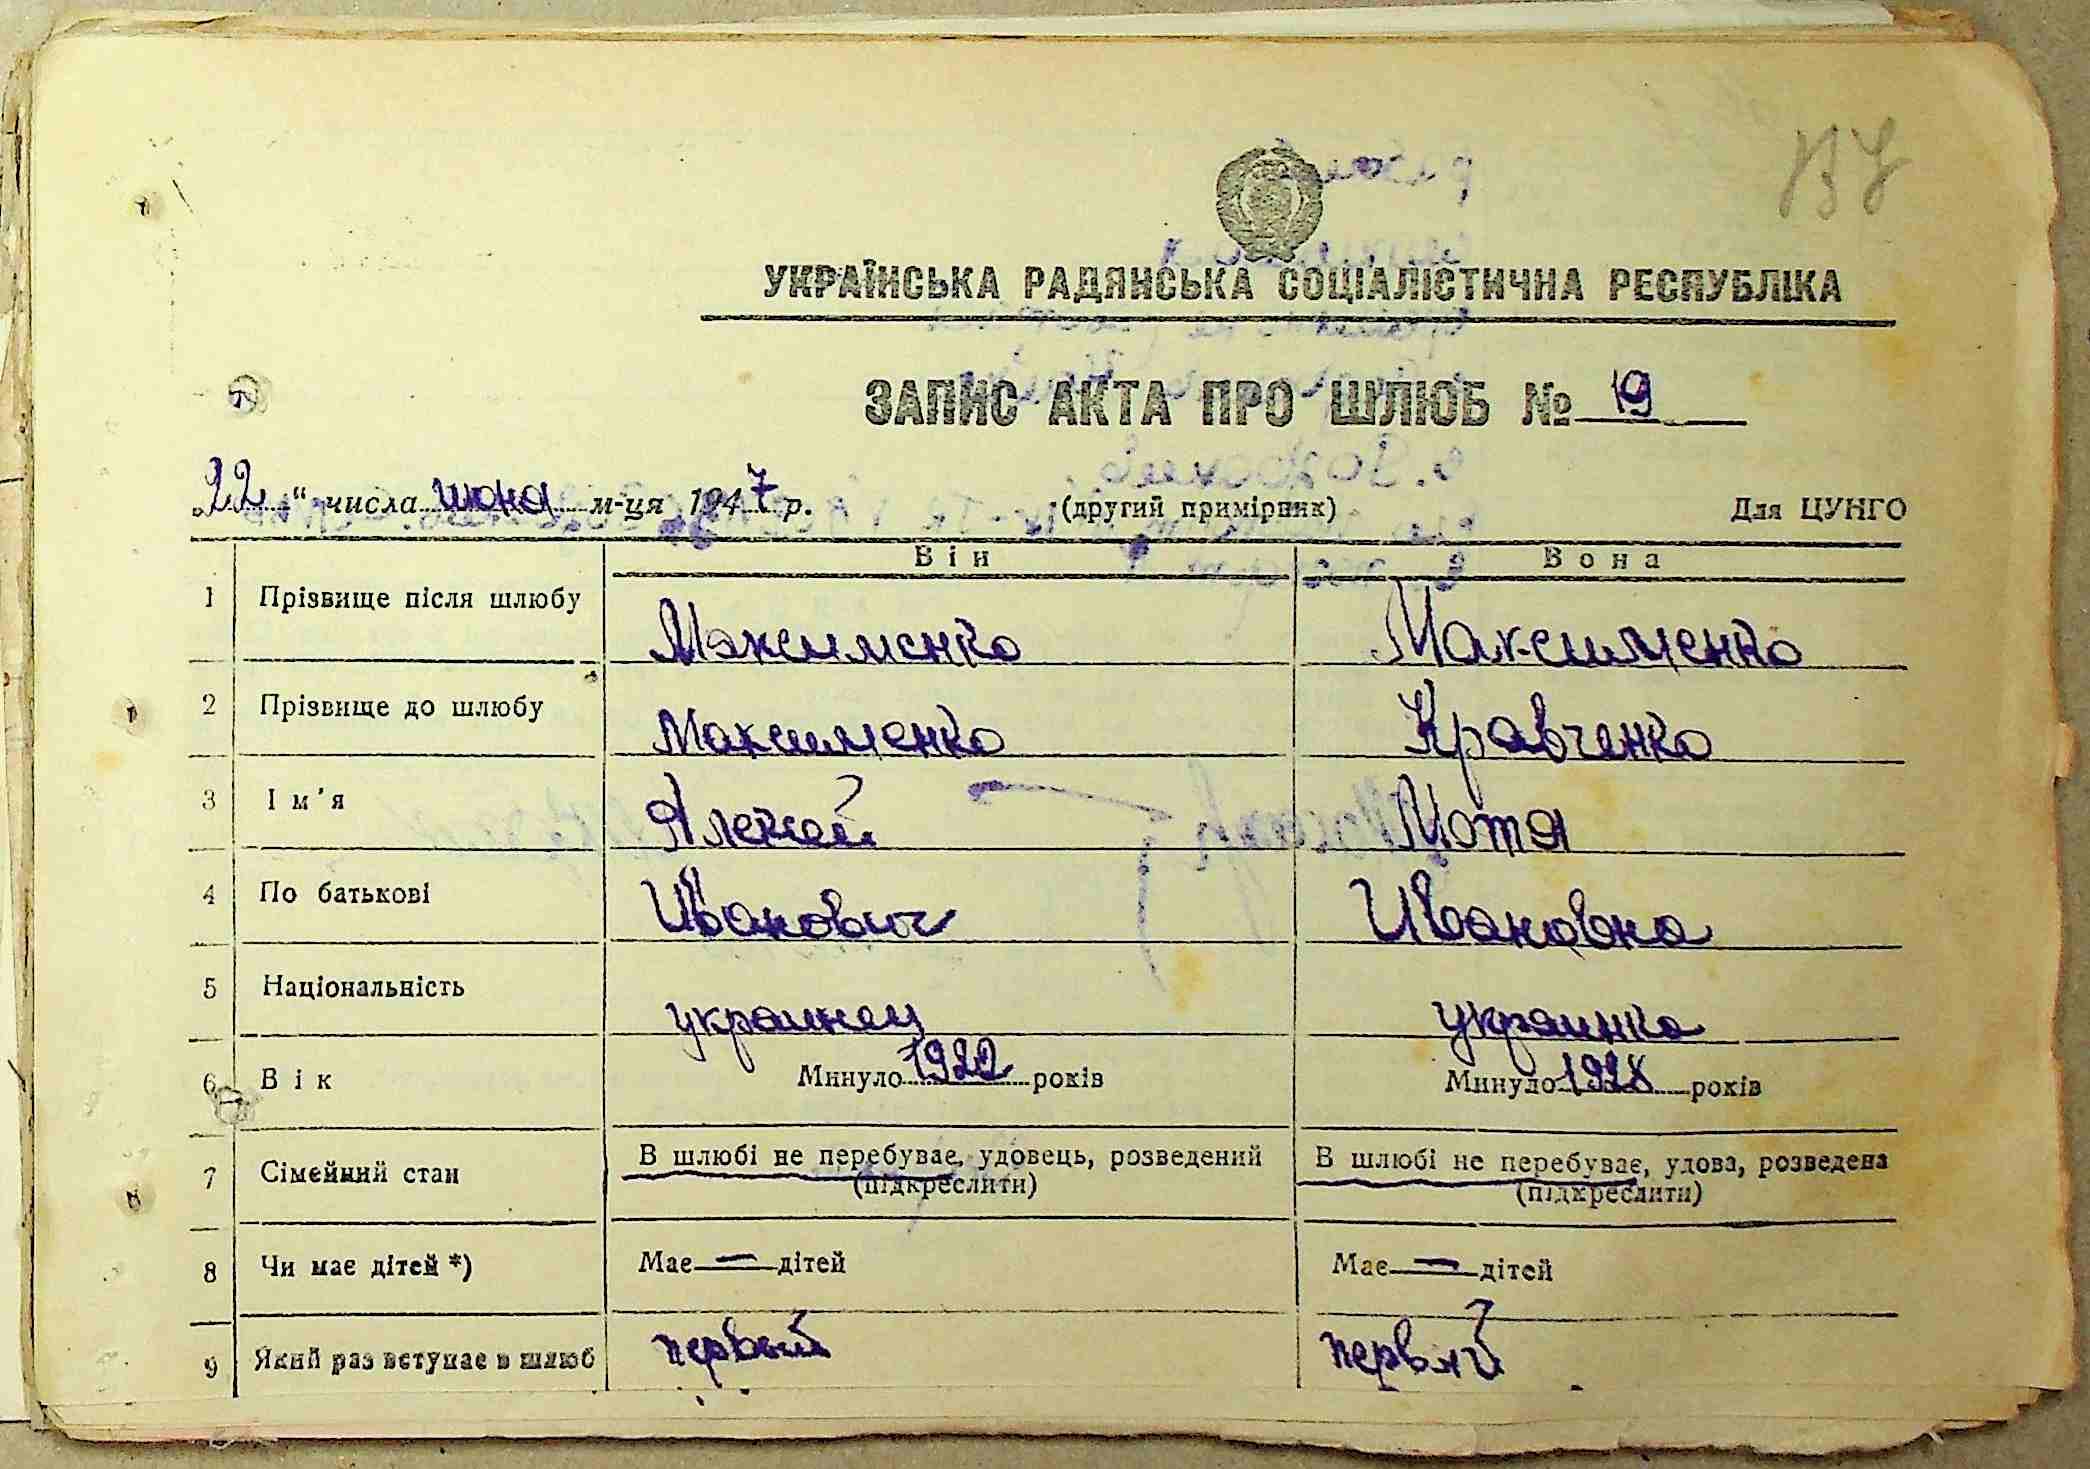 УКРАЇНСЬКА РАДЯНСЬКА СОЦІАЛІСТИЧНА РЕСПУБЛІКА
ЗАПИС АКТА ПРО ШЛЮБ № 19
„22“ числа июня м-ця 1947 р. (другий примірник) Для ЦУНГО
Він Вона
1 Прізвище після шлюбу Максименко Максименко
2 Прізвище до шлюбу Максименко Кравченко
3 Ім'я Алексей Мотя
4 По батькові Иванович Ивановна
5 Національність украинец украинка
6 Вік Минуло 1922 років Минуло 1928 років
7 Сімейний стан В шлюбі не перебуває, удовець, розведений В шлюбі не перебуває, удова, розведена
(підкреслити) (підкреслити)
8 Чи має дітей *) Має — дітей Має — дітей
9 Який раз вступає в шлюб первый первый